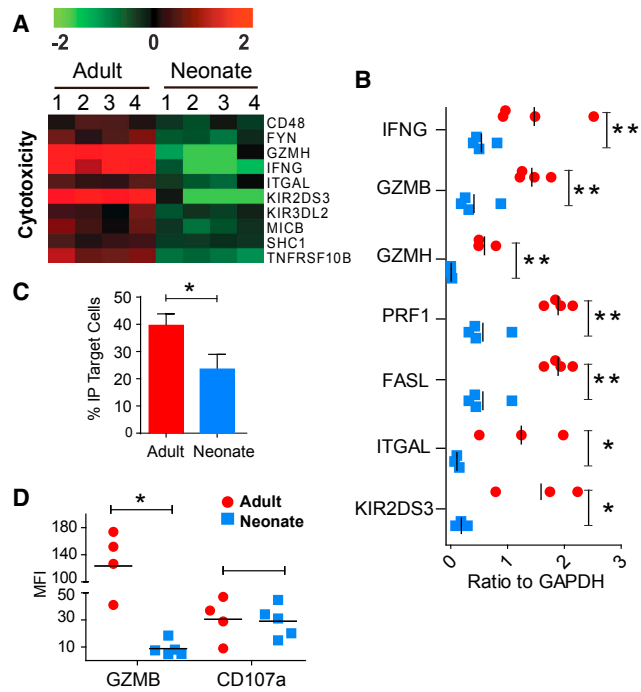 A
-2 0 2
Adult Neonate
1 2 3 4 1 2 3 4
Cytotoxicity
CD48
FYN
GZMH
IFNG
ITGAL
KIR2DS3
KIR3DL2
MICB
SHC1
TNFRSF10B
B
IFNG **
GZMB **
GZMH **
PRF1 **
FASL **
ITGAL *
KIR2DS3 *
0 1 2 3
Ratio to GAPDH
C
*
% IP Target Cells
50
40
30
20
10
0
Adult Neonate
D
*
Adult
Neonate
MFI
180
140
100
50
30
10
GZMB CD107a